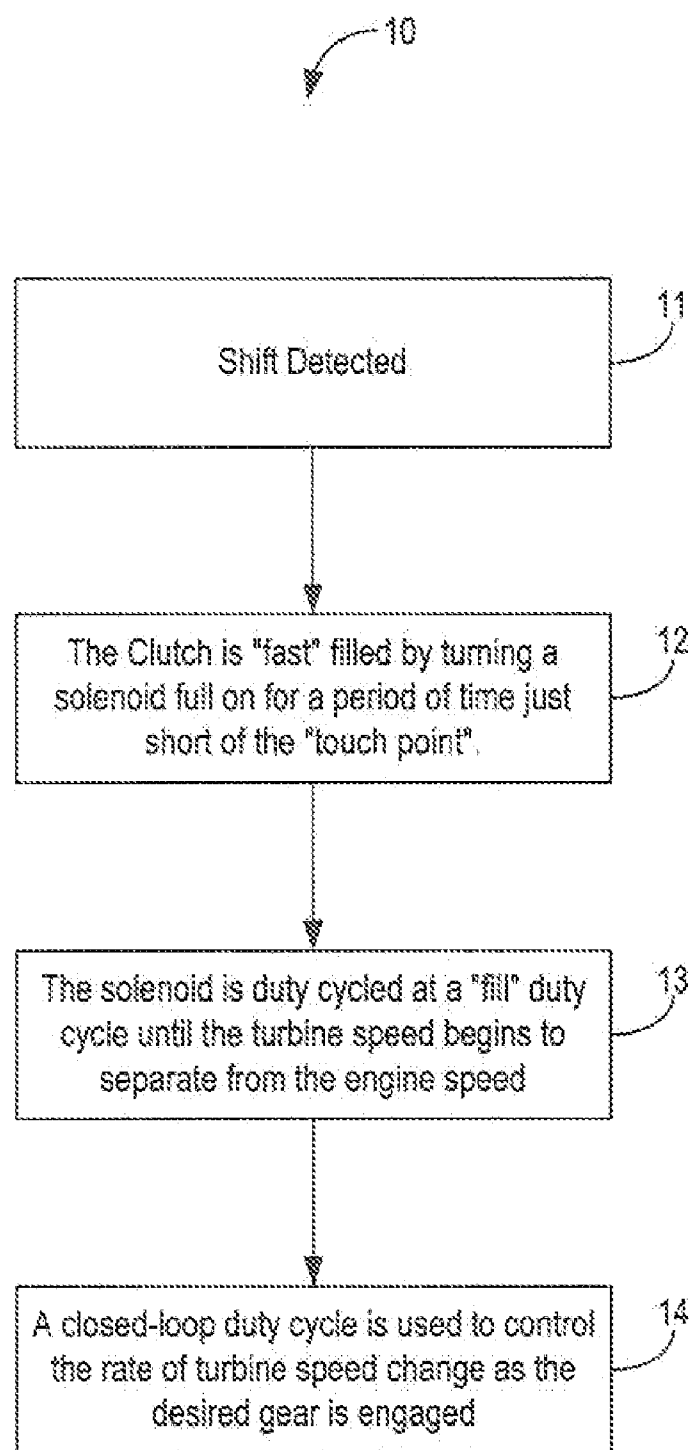 10
11
Shift Detected
12
The Clutch is "fast" filled by turning a
solenoid full on for a period of time just
short of the "touch point".
13
The solenoid is duty cycled at a "fill" duty
cycle until the turbine speed begins to
separate from the engine speed
14
A closed-loop duty cycle is used to control
the rate of turbine speed change as the
desired gear is engaged